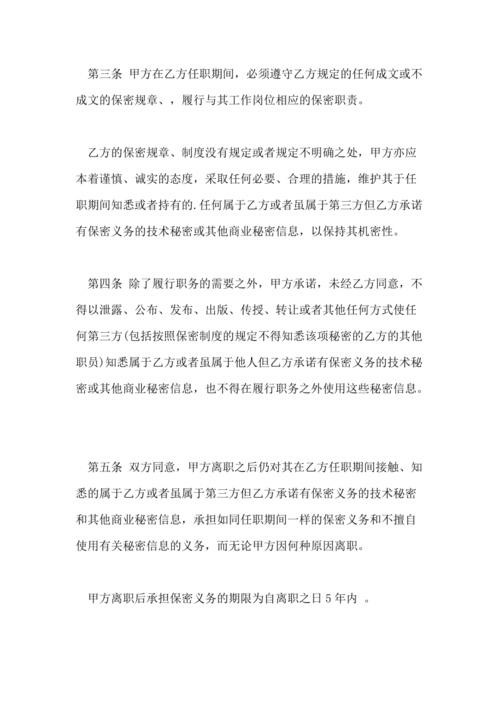 第三条 甲方在乙方任职期间，必须遵守乙方规定的任何成文或不
成文的保密规章、，履行与其工作岗位相应的保密职责。
乙方的保密规章、制度没有规定或者规定不明确之处，甲方亦应
本着谨慎、诚实的态度，采取任何必要、合理的措施，维护其于任
职期间知悉或者持有的.任何属于乙方或者虽属于第三方但乙方承诺
有保密义务的技术秘密或其他商业秘密信息，以保持其机密性。
第四条 除了履行职务的需要之外，甲方承诺，未经乙方同意，不
得以泄露、公布、发布、出版、传授、转让或者其他任何方式使任
何第三方(包括按照保密制度的规定不得知悉该项秘密的乙方的其他
职员)知悉属于乙方或者虽属于他人但乙方承诺有保密义务的技术秘
密或其他商业秘密信息，也不得在履行职务之外使用这些秘密信息。
第五条 双方同意，甲方离职之后仍对其在乙方任职期间接触、知
悉的属于乙方或者虽属于第三方但乙方承诺有保密义务的技术秘密
和其他商业秘密信息，承担如同任职期间一样的保密义务和不擅自
使用有关秘密信息的义务，而无论甲方因何种原因离职。
甲方离职后承担保密义务的期限为自离职之日5年内 。